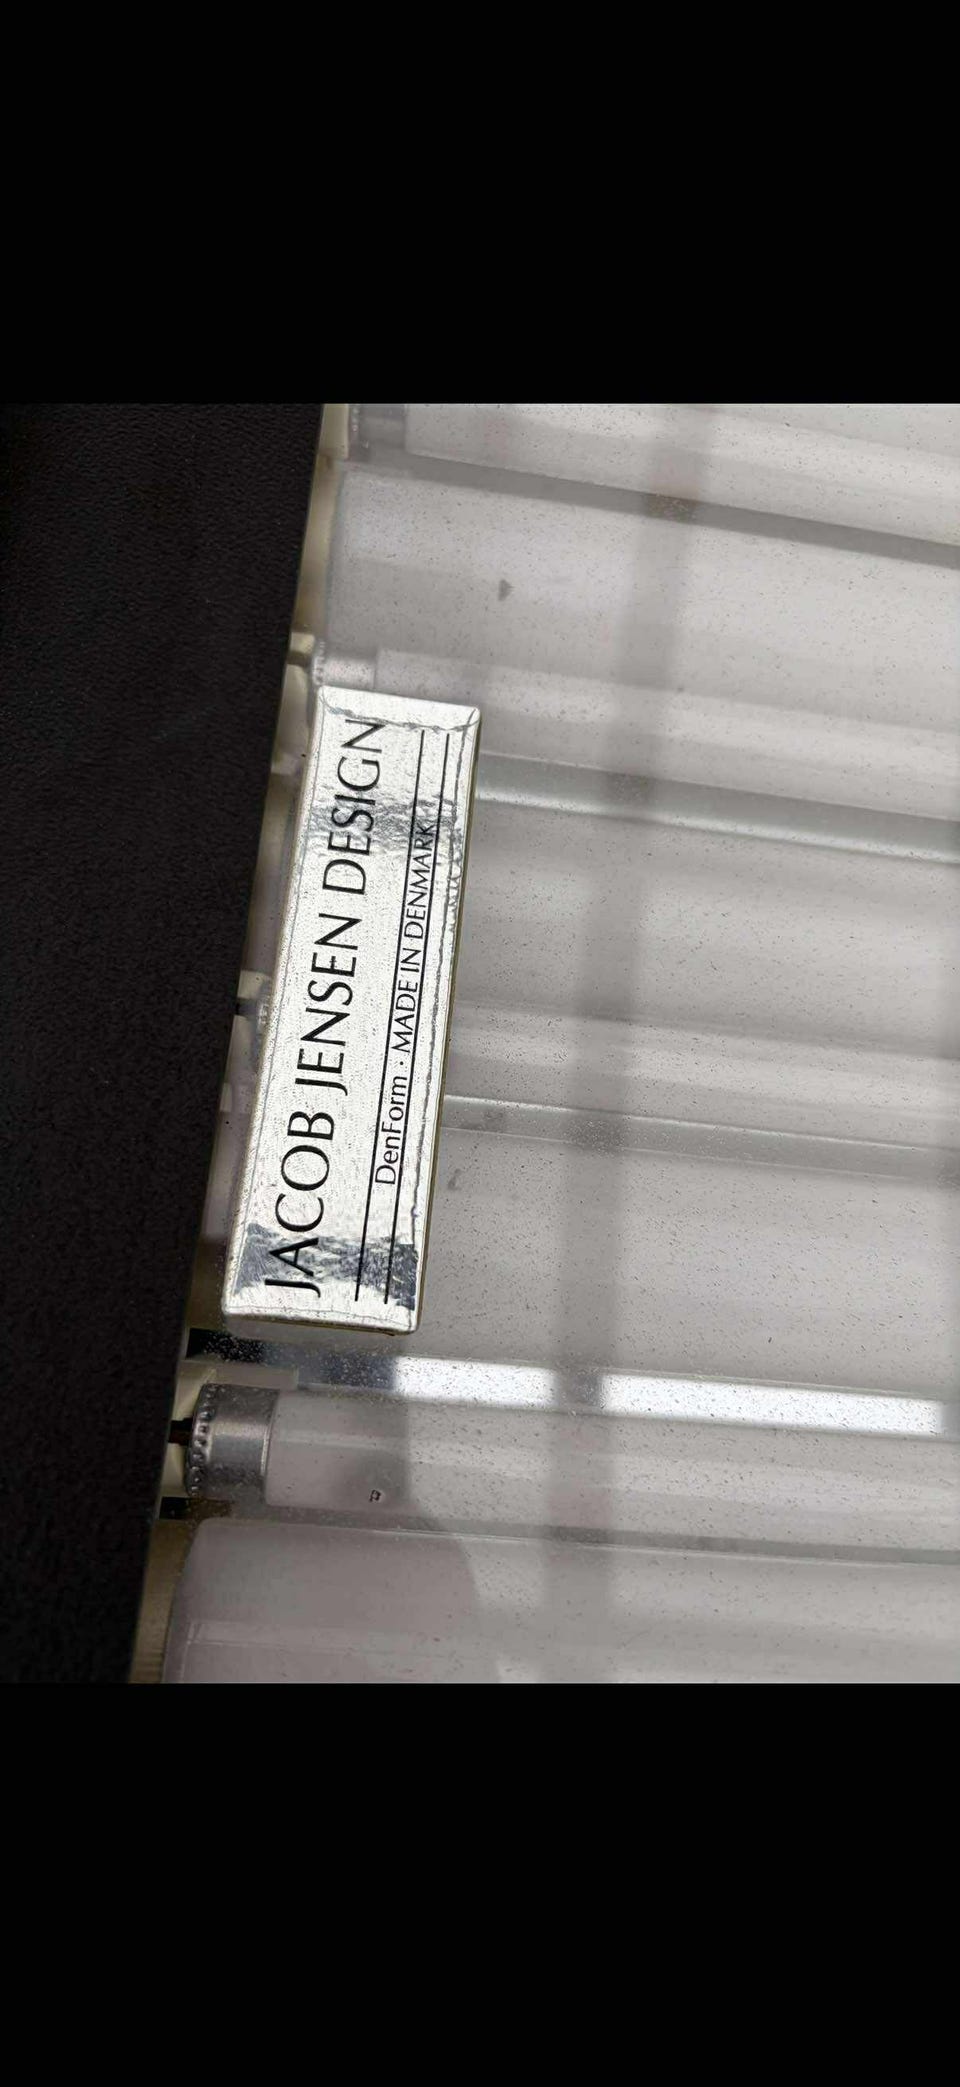 JACOB JENSEN DESIGN
DenForm · MADE IN DENMARK